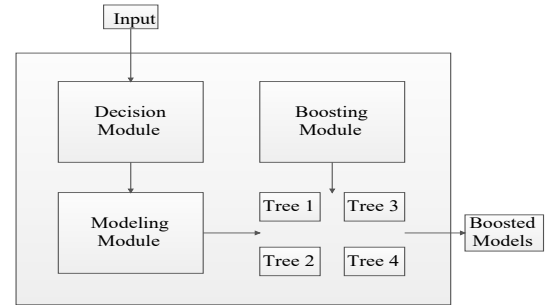 Input
Decision
Module
Boosting
Module
Modeling
Module
Tree 1
Tree 3
Tree 2
Tree 4
Boosted
Models